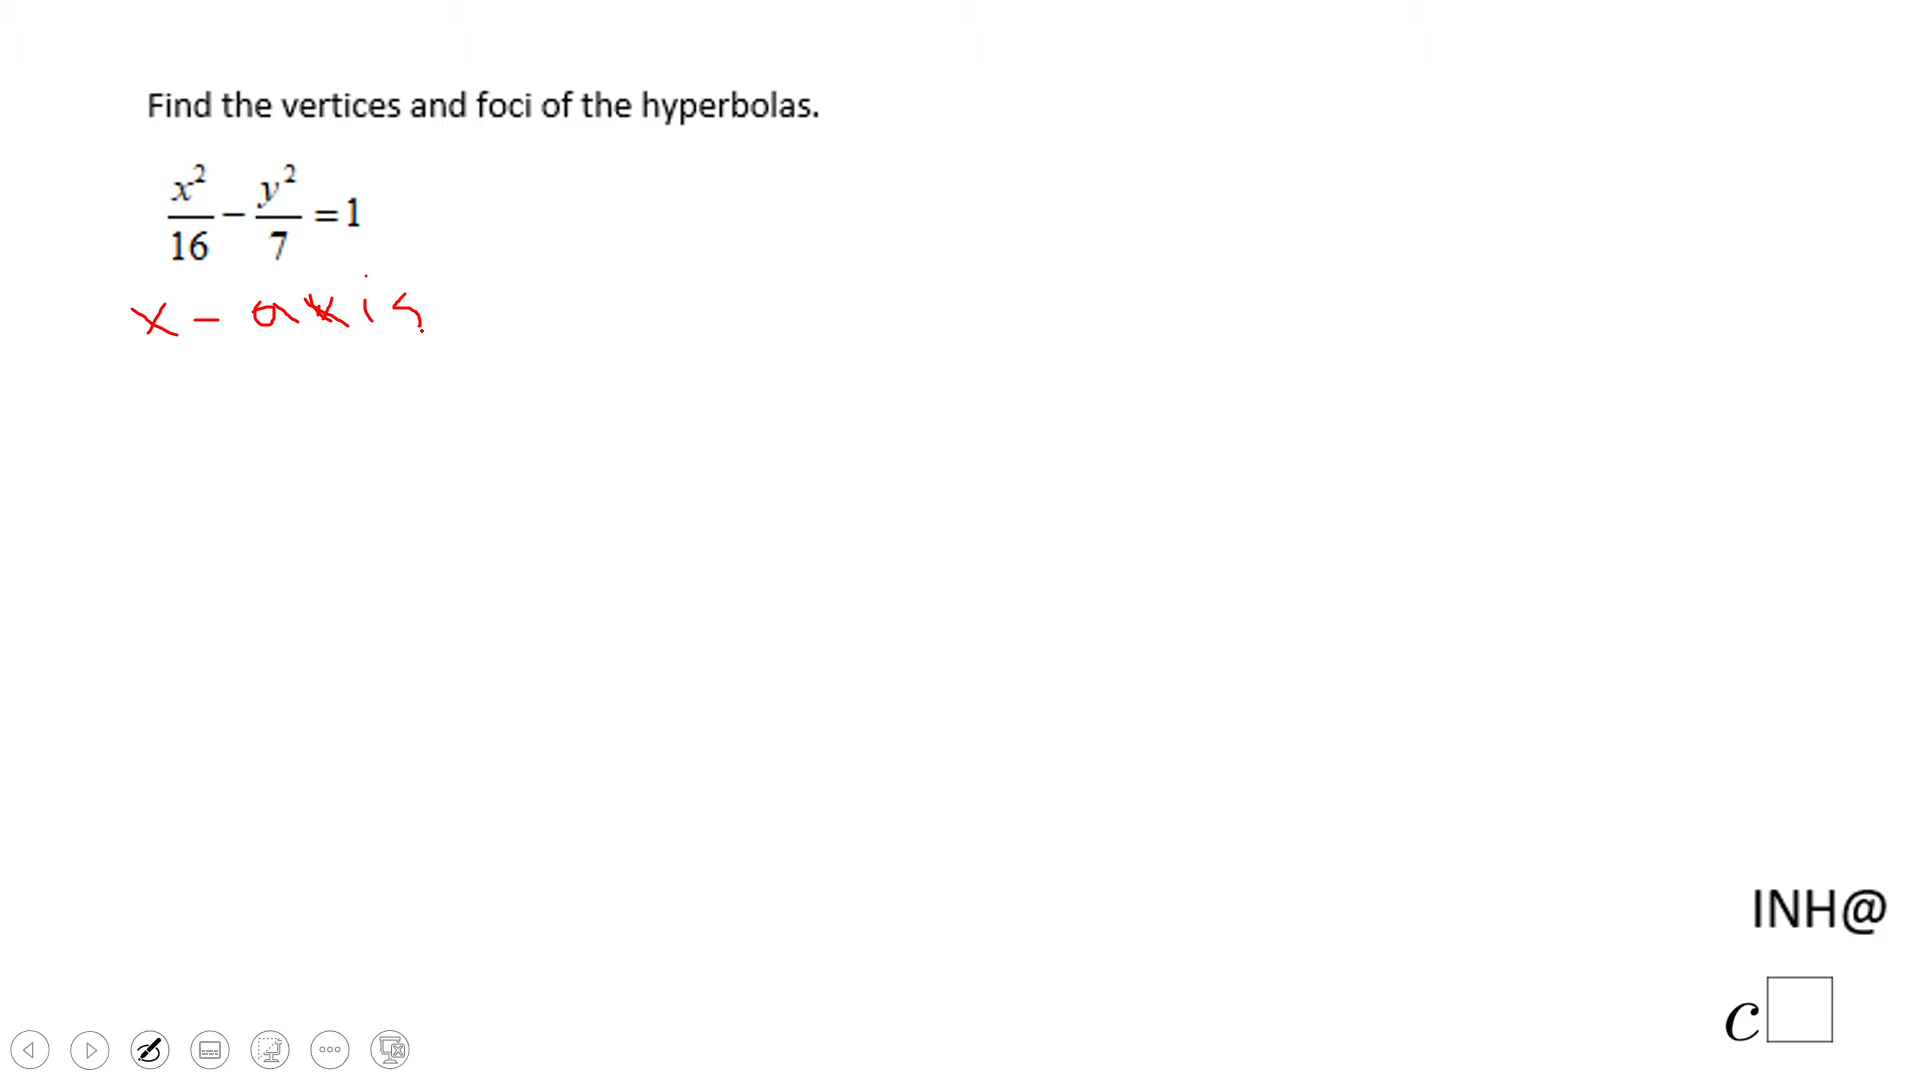 Find the vertices and foci of the hyperbolas.
x²/16 − y²/7 = 1
x - axis
INH@
c